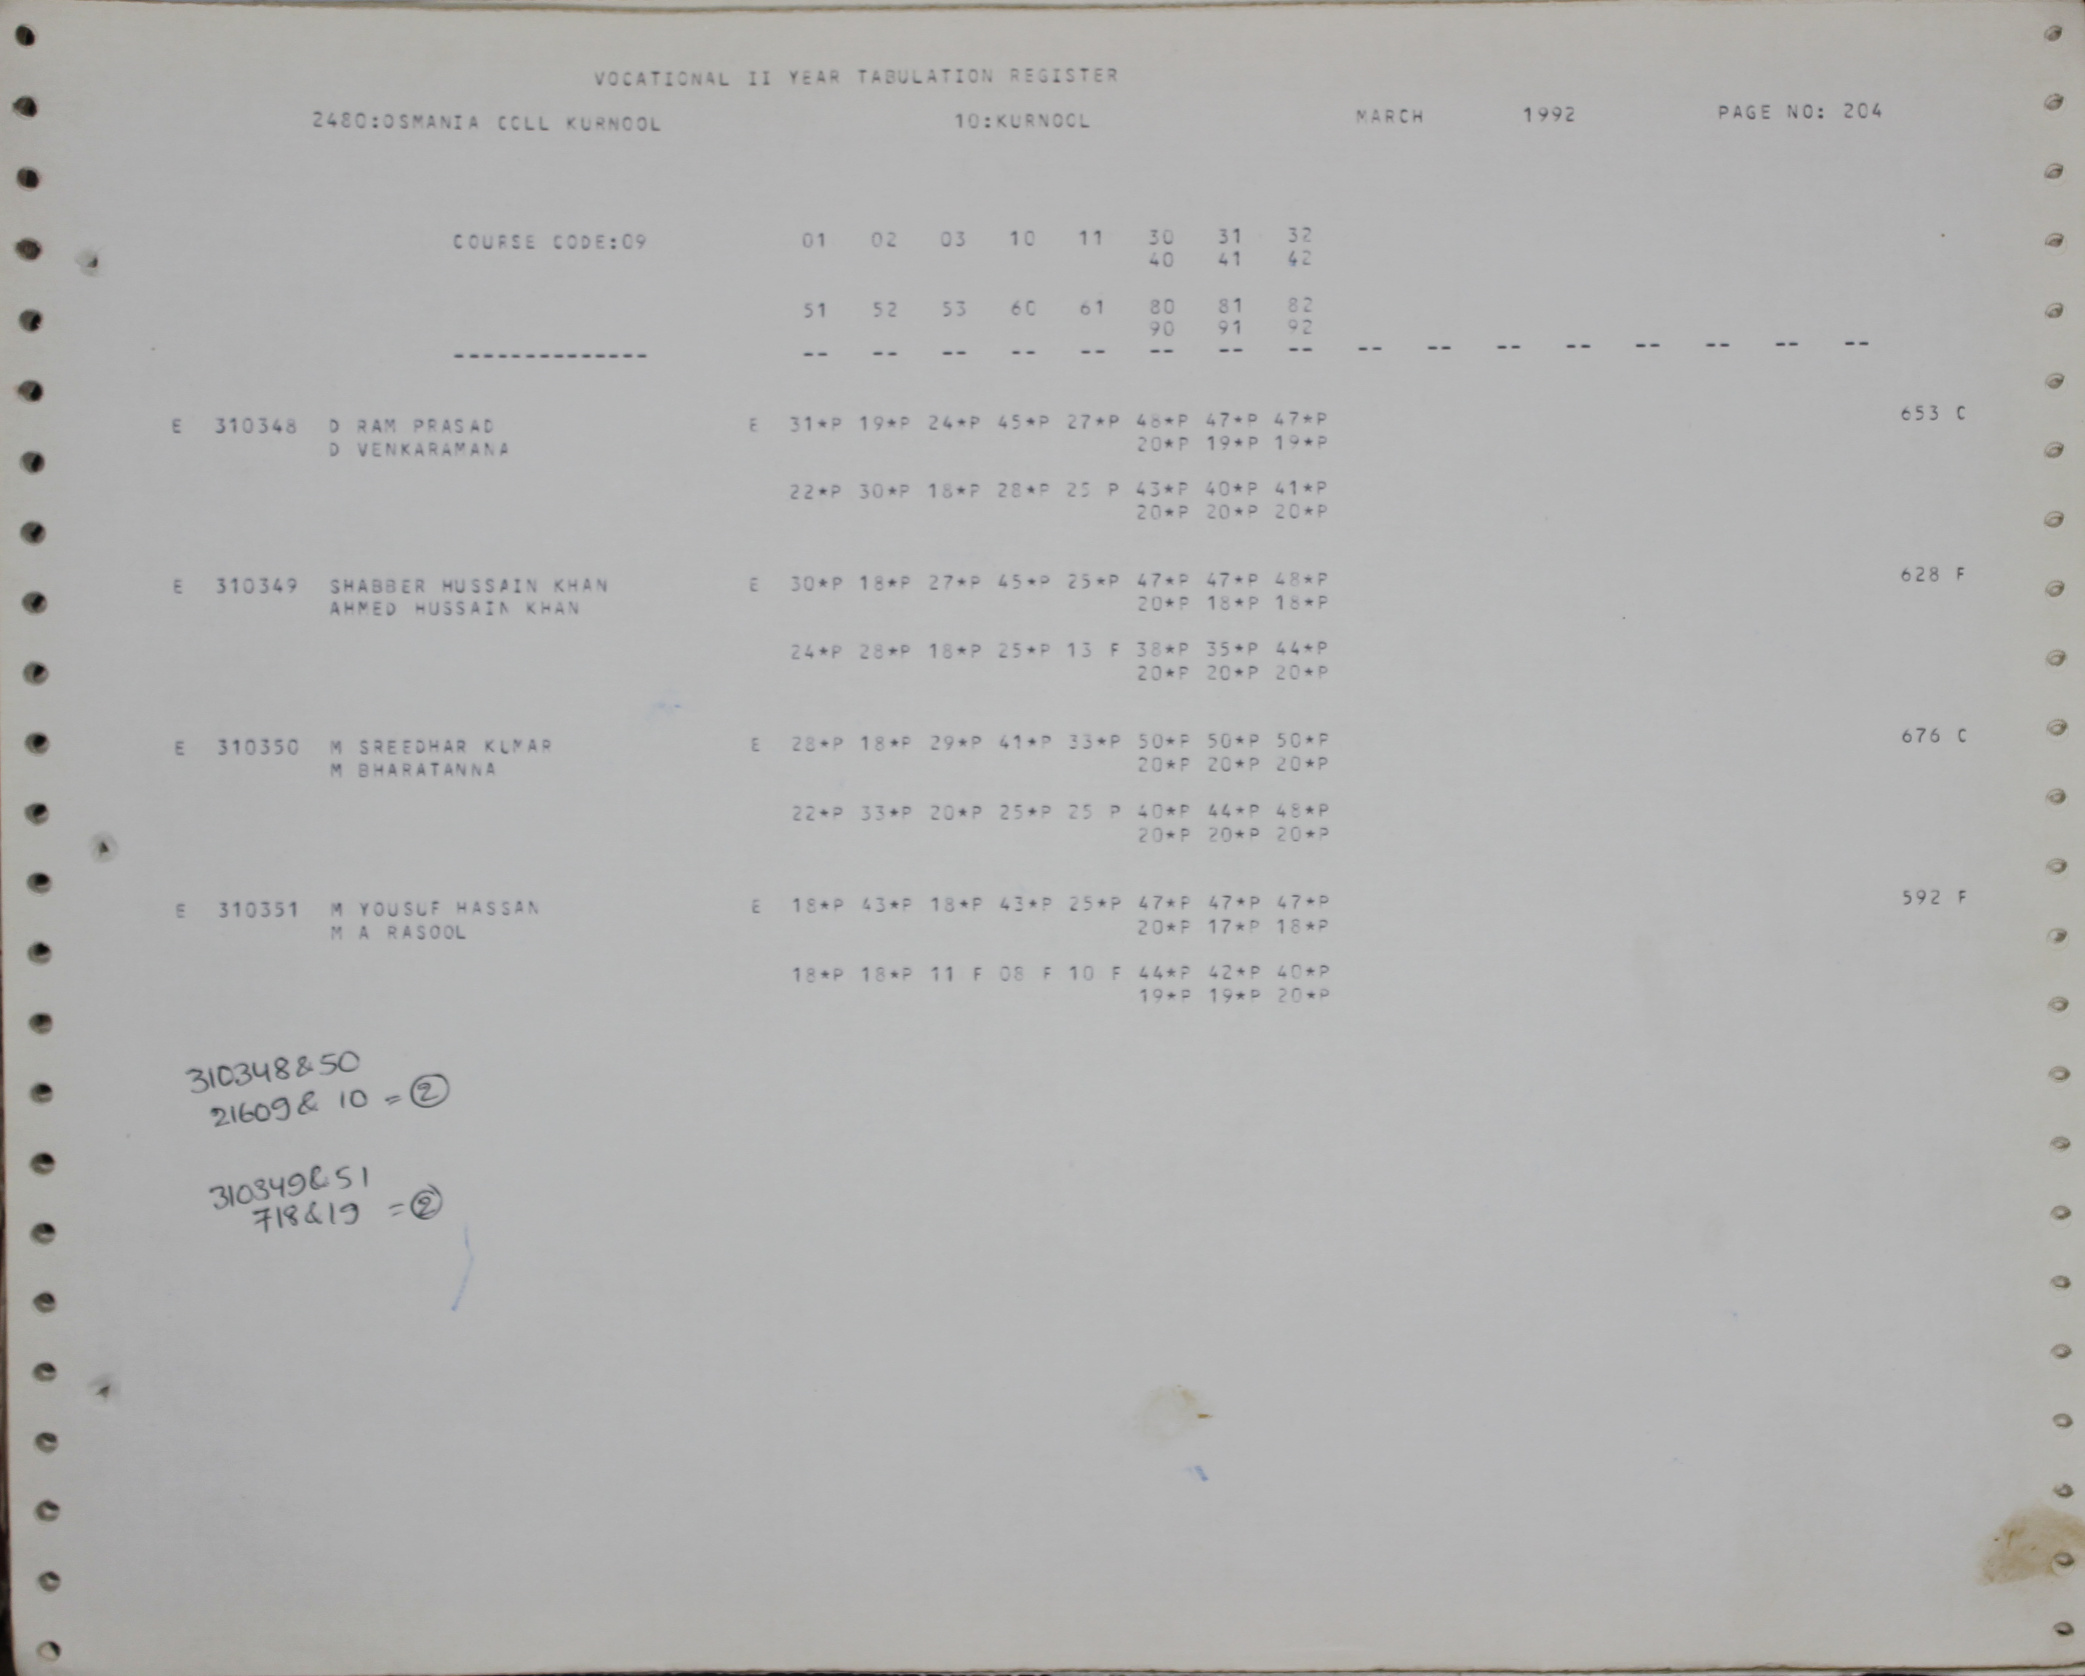 VOCATIONAL II YEAR TABULATION REGISTER
2480:OSMANIA COLL KURNOOL 10:KURNOOL MARCH 1992 PAGE NO: 204
COURSE CODE:09 01 02 03 10 11 30 31 32
40 41 42
51 52 53 60 61 80 81 82
90 91 92
-------------- -- -- -- -- -- -- -- -- -- -- -- -- -- -- -- --
E 310348 D RAM PRASAD E 31*P 19*P 24*P 45*P 27*P 48*P 47*P 47*P 653 C
D VENKARAMANA 20*P 19*P 19*P
22*P 30*P 18*P 28*P 25 P 43*P 40*P 41*P
20*P 20*P 20*P
E 310349 SHABBER HUSSAIN KHAN E 30*P 18*P 27*P 45*P 25*P 47*P 47*P 48*P 628 F
AHMED HUSSAIN KHAN 20*P 18*P 18*P
24*P 28*P 18*P 25*P 13 F 38*P 35*P 44*P
20*P 20*P 20*P
E 310350 M SREEDHAR KUMAR E 28*P 18*P 29*P 41*P 33*P 50*P 50*P 50*P 676 C
M BHARATANNA 20*P 20*P 20*P
22*P 33*P 20*P 25*P 25 P 40*P 44*P 48*P
20*P 20*P 20*P
E 310351 M YOUSUF HASSAN E 18*P 43*P 18*P 43*P 25*P 47*P 47*P 47*P 592 F
M A RASOOL 20*P 17*P 18*P
18*P 18*P 11 F 08 F 10 F 44*P 42*P 40*P
19*P 19*P 20*P
310348 & 50
21609 & 10 = 2
310349 & 51
718 & 19 = 2